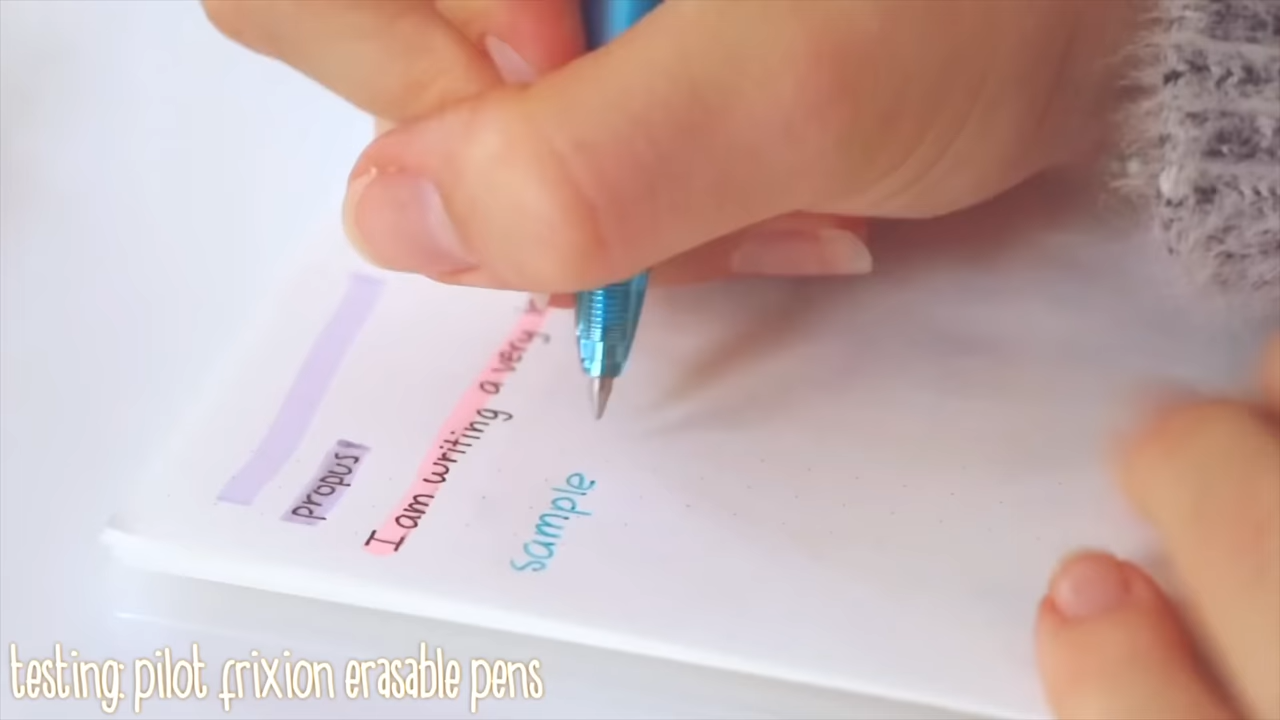 propus!
I am writing a very
sample
testing: pilot frixion erasable pens